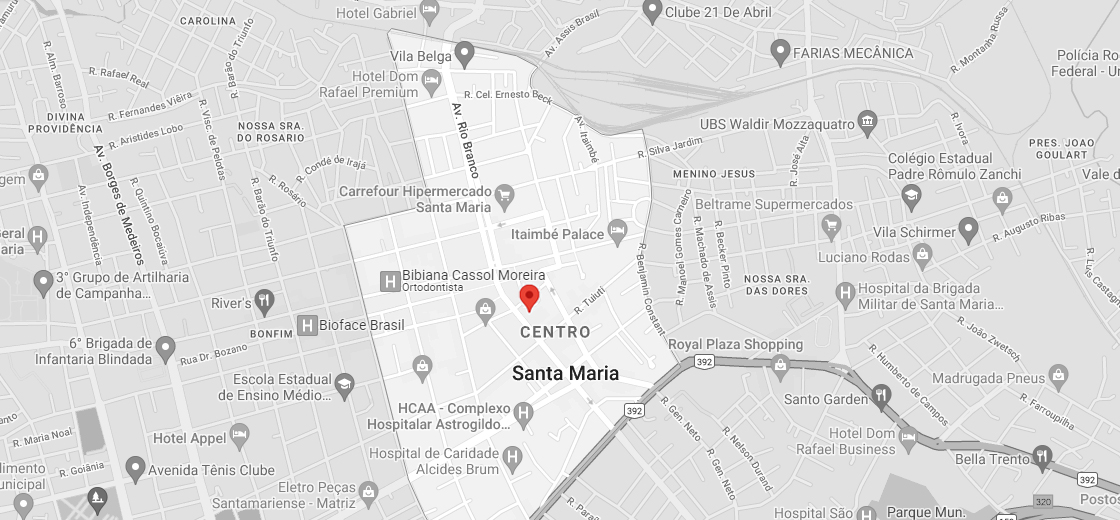 Hotel Gabriel
Clube 21 De Abril
CAROLINA
R. Barão do Triunfo
Av. Assis Brasil
R. Montanha Russa
Vila Belga
FARIAS MECÂNICA
R. Alm. Barroso
R. Rafael Real
Hotel Dom
Rafael Premium
Polícia Ro
Federal - Un
R. Fernandes Viêira
R. Cel. Ernesto Beck
DIVINA
PROVIDÊNCIA
R. Aristides Lobo
R. Visc. de Pelotas
NOSSA SRA.
DO ROSARIO
Av. Rio Branco
Av. Itaimbé
UBS Waldir Mozzaquatro
R. Ivora
PRES. JOAO
GOULART
R. Silva Jardim
R. José Alta
Colégio Estadual
Padre Rômulo Zanchi
R. Conde de Irajá
R. Rosário
MENINO JESUS
Vale d
gem
Av. Borges de Medeiros
Av. Independência
R. Quintino Bocaiúva
R. Barão do Triunfo
Carrefour Hipermercado
Santa Maria
Beltrame Supermercados
Geral
aria
Itaimbé Palace
R. Manuel Gomes Carneiro
R. Machado de Assis
R. Becker Pinto
Vila Schirmer
R. Augusto Ribas
Luciano Rodas
R. Benjamin Constant
R. Luis Castag
3° Grupo de Artilharia
de Campanha...
Bibiana Cassol Moreira
Ortodontista
NOSSA SRA.
DAS DORES
Hospital da Brigada
Militar de Santa Maria...
River's
R. Tuiuti
BONFIM
Bioface Brasil
CENTRO
R. João Zwetsch
6° Brigada de
Infantaria Blindada
Rua Dr. Bozano
Royal Plaza Shopping
392
Santa Maria
R. Humberto de Campos
Madrugada Pneus
Escola Estadual
de Ensino Médio...
Santo Garden
R. Farroupilha
HCAA - Complexo
Hospitalar Astrogildo...
392
R. Gen. Neto
R. Maria Noal
Hotel Appel
R. Nelson Durand
Hotel Dom
Rafael Business
R. Goiânia
Avenida Tênis Clube
Hospital de Caridade
Alcides Brum
R. Gen. Neto
Bella Trento
dimento
unicipal
Eletro Peças
Santamariense - Matriz
392
320
Postos
Hospital São
Parque Mun.